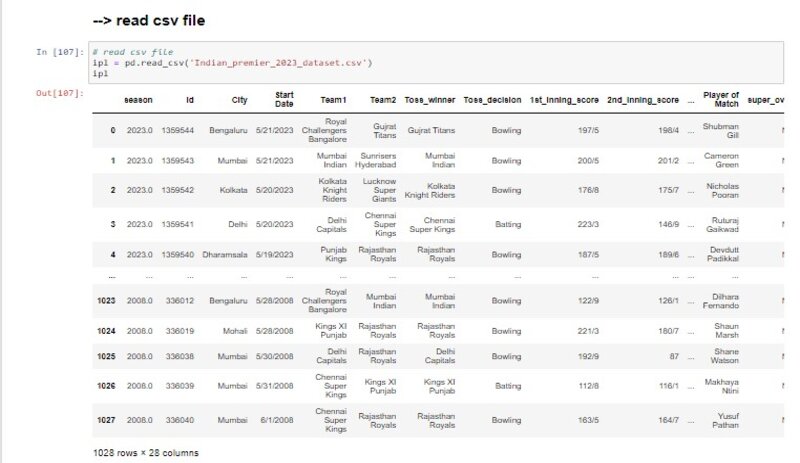 --> read csv file
In [107]: # read csv file
ipl = pd.read_csv('Indian_premier_2023_dataset.csv')
ipl
Out[107]:
season Id City Start Date Team1 Team2 Toss_winner Toss_decision 1st_Inning_score 2nd_Inning_score ... Player of Match super_ov
0 2023.0 1359544 Bengaluru 5/21/2023 Royal Challengers Bangalore Gujrat Titans Gujrat Titans Bowling 197/5 198/4 ... Shubman Gill
1 2023.0 1359543 Mumbai 5/21/2023 Mumbai Indian Sunrisers Hyderabad Mumbai Indian Bowling 200/5 201/2 ... Cameron Green
2 2023.0 1359542 Kolkata 5/20/2023 Kolkata Knight Riders Lucknow Super Giants Kolkata Knight Riders Bowling 176/8 175/7 ... Nicholas Pooran
3 2023.0 1359541 Delhi 5/20/2023 Delhi Capitals Chennai Super Kings Chennai Super Kings Batting 223/3 146/9 ... Ruturaj Gaikwad
4 2023.0 1359540 Dharamsala 5/19/2023 Punjab Kings Rajasthan Royals Rajasthan Royals Bowling 187/5 189/6 ... Devdutt Padikkal
... ... ... ... ... ... ... ... ... ... ... ... ...
1023 2008.0 336012 Bengaluru 5/28/2008 Royal Challengers Bangalore Mumbai Indian Mumbai Indian Bowling 122/9 126/1 ... Dilhara Fernando
1024 2008.0 336019 Mohali 5/28/2008 Kings XI Punjab Rajasthan Royals Rajasthan Royals Bowling 221/3 180/7 ... Shaun Marsh
1025 2008.0 336038 Mumbai 5/30/2008 Delhi Capitals Rajasthan Royals Delhi Capitals Bowling 192/9 87 ... Shane Watson
1026 2008.0 336039 Mumbai 5/31/2008 Chennai Super Kings Kings XI Punjab Kings XI Punjab Batting 112/8 116/1 ... Makhaya Ntini
1027 2008.0 336040 Mumbai 6/1/2008 Chennai Super Kings Rajasthan Royals Rajasthan Royals Bowling 163/5 164/7 ... Yusuf Pathan
1028 rows × 28 columns